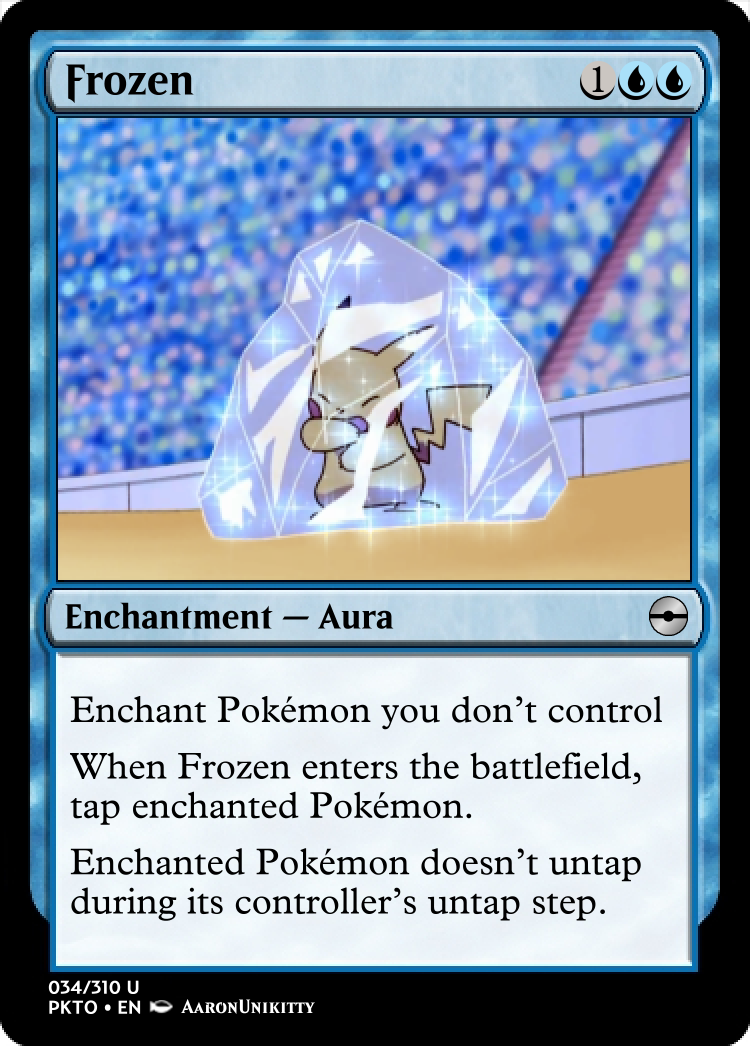 Frozen 1
Enchantment — Aura
Enchant Pokémon you don’t control
When Frozen enters the battlefield,
tap enchanted Pokémon.
Enchanted Pokémon doesn’t untap
during its controller’s untap step.
034/310 U
PKTO • EN AaronUnikitty